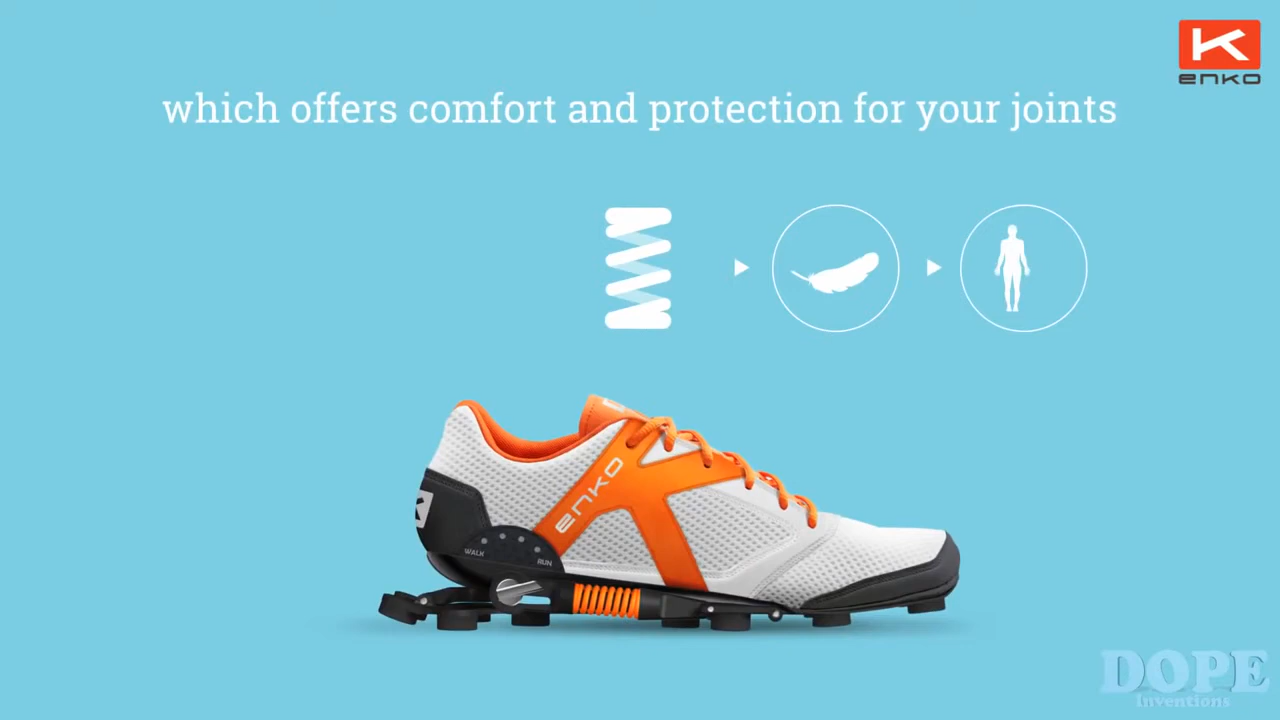 K
enko
which offers comfort and protection for your joints
enko
K
WALK
RUN
DOPE
Inventions